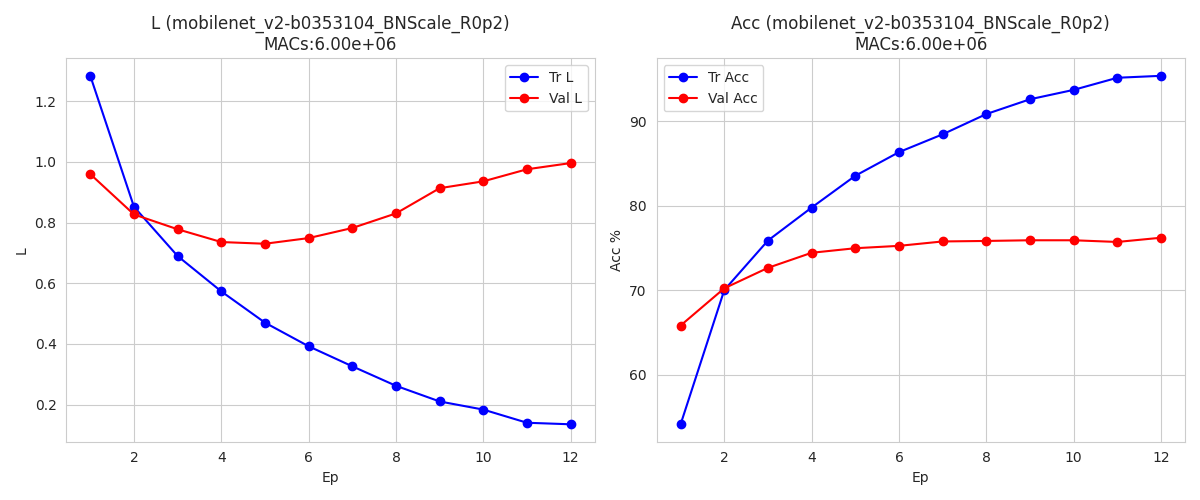 L (mobilenet_v2-b0353104_BNScale_R0p2)
MACs:6.00e+06
Tr L
Val L
1.2
1.0
0.8
0.6
0.4
0.2
L
2 4 6 8 10 12
Ep
Acc (mobilenet_v2-b0353104_BNScale_R0p2)
MACs:6.00e+06
Tr Acc
Val Acc
90
80
70
60
Acc %
2 4 6 8 10 12
Ep